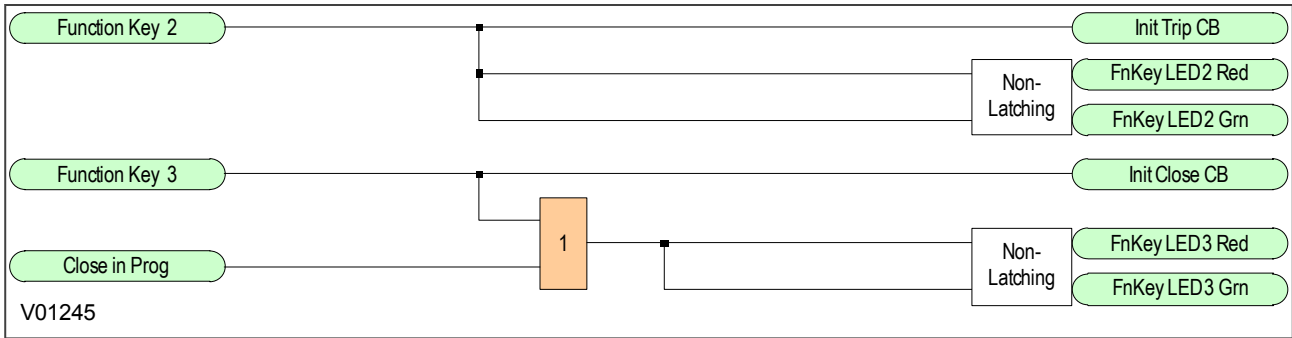 Function Key 2
Init Trip CB
Non-
Latching
FnKey LED2 Red
FnKey LED2 Grn
Function Key 3
Init Close CB
1
Close in Prog
Non-
Latching
FnKey LED3 Red
FnKey LED3 Grn
V01245